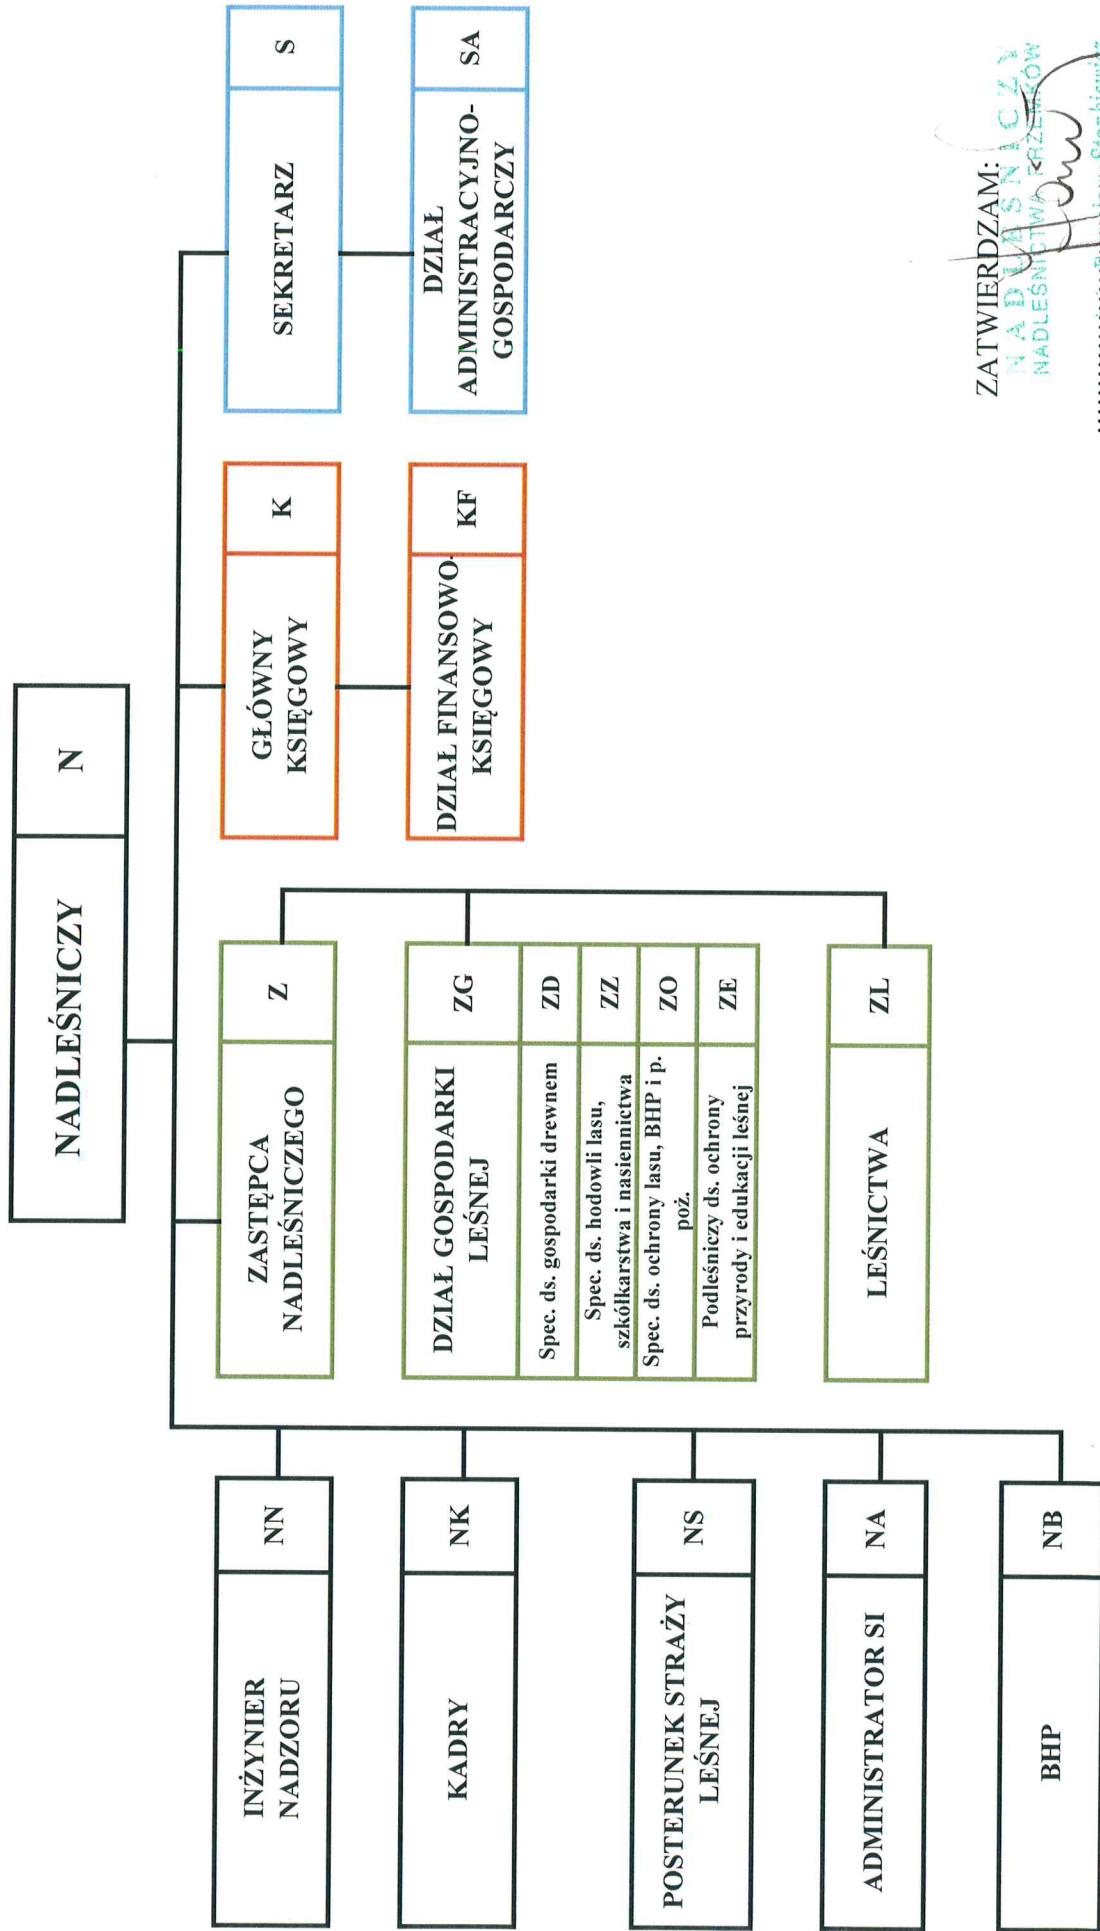 NADLEŚNICZY
N
INŻYNIER
NADZORU
NN
KADRY
NK
POSTERUNEK STRAŻY
LEŚNEJ
NS
ADMINISTRATOR SI
NA
BHP
NB
ZASTĘPCA
NADLEŚNICZEGO
Z
DZIAŁ GOSPODARKI
LEŚNEJ
ZG
Spec. ds. gospodarki drewnem
ZD
Spec. ds. hodowli lasu,
szkółkarstwa i nasiennictwa
ZZ
Spec. ds. ochrony lasu, BHP i p.
poż.
ZO
Podleśniczy ds. ochrony
przyrody i edukacji leśnej
ZE
LEŚNICTWA
ZL
GŁÓWNY
KSIĘGOWY
K
DZIAŁ FINANSOWO-
KSIĘGOWY
KF
SEKRETARZ
S
DZIAŁ
ADMINISTRACYJNO-
GOSPODARCZY
SA
ZATWIERDZAM:
NADLEŚNICZY
NADLEŚNICTWA PRZEMKÓW